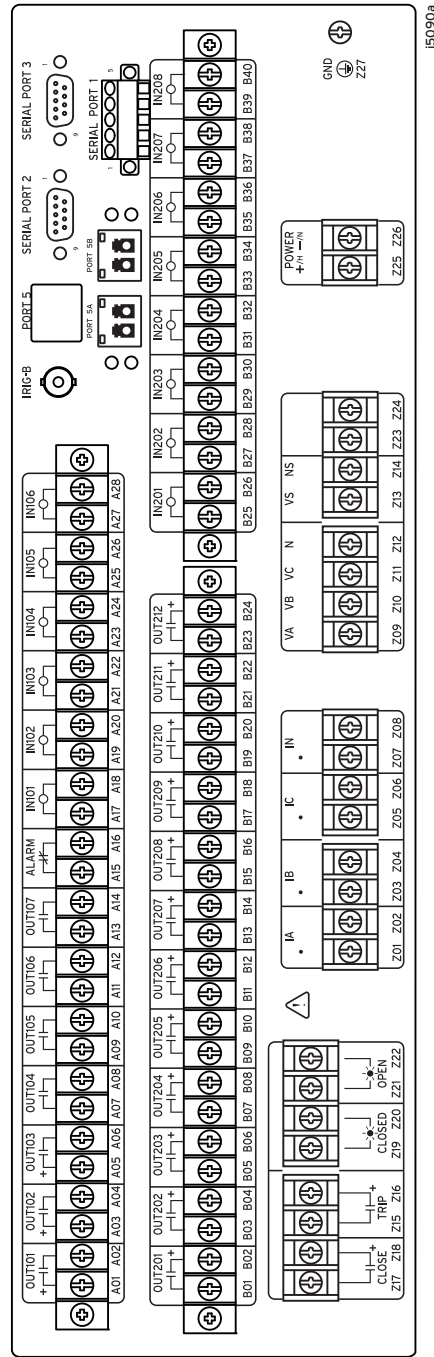 OUT101 OUT102 OUT103 OUT104 OUT105 OUT106 OUT107 ALARM IN101 IN102 IN103 IN104 IN105 IN106
+ + +
A01 A02 A03 A04 A05 A06 A07 A08 A09 A10 A11 A12 A13 A14 A15 A16 A17 A18 A19 A20 A21 A22 A23 A24 A25 A26 A27 A28
IRIG-B
PORT 5
SERIAL PORT 2
1
9
SERIAL PORT 3
1
9
PORT 5A
PORT 5B
SERIAL PORT 1
1 5
OUT201 OUT202 OUT203 OUT204 OUT205 OUT206 OUT207 OUT208 OUT209 OUT210 OUT211 OUT212
+ + + + + + + + + + + +
B01 B02 B03 B04 B05 B06 B07 B08 B09 B10 B11 B12 B13 B14 B15 B16 B17 B18 B19 B20 B21 B22 B23 B24
IN201 IN202 IN203 IN204 IN205 IN206 IN207 IN208
B25 B26 B27 B28 B29 B30 B31 B32 B33 B34 B35 B36 B37 B38 B39 B40
+ +
CLOSE TRIP CLOSED OPEN
Z17 Z18 Z15 Z16 Z19 Z20 Z21 Z22
IA IB IC IN
Z01 Z02 Z03 Z04 Z05 Z06 Z07 Z08
VA VB VC N VS NS
Z09 Z10 Z11 Z12 Z13 Z14 Z23 Z24
POWER
+/H −/N
Z25 Z26
GND
Z27
i5090a